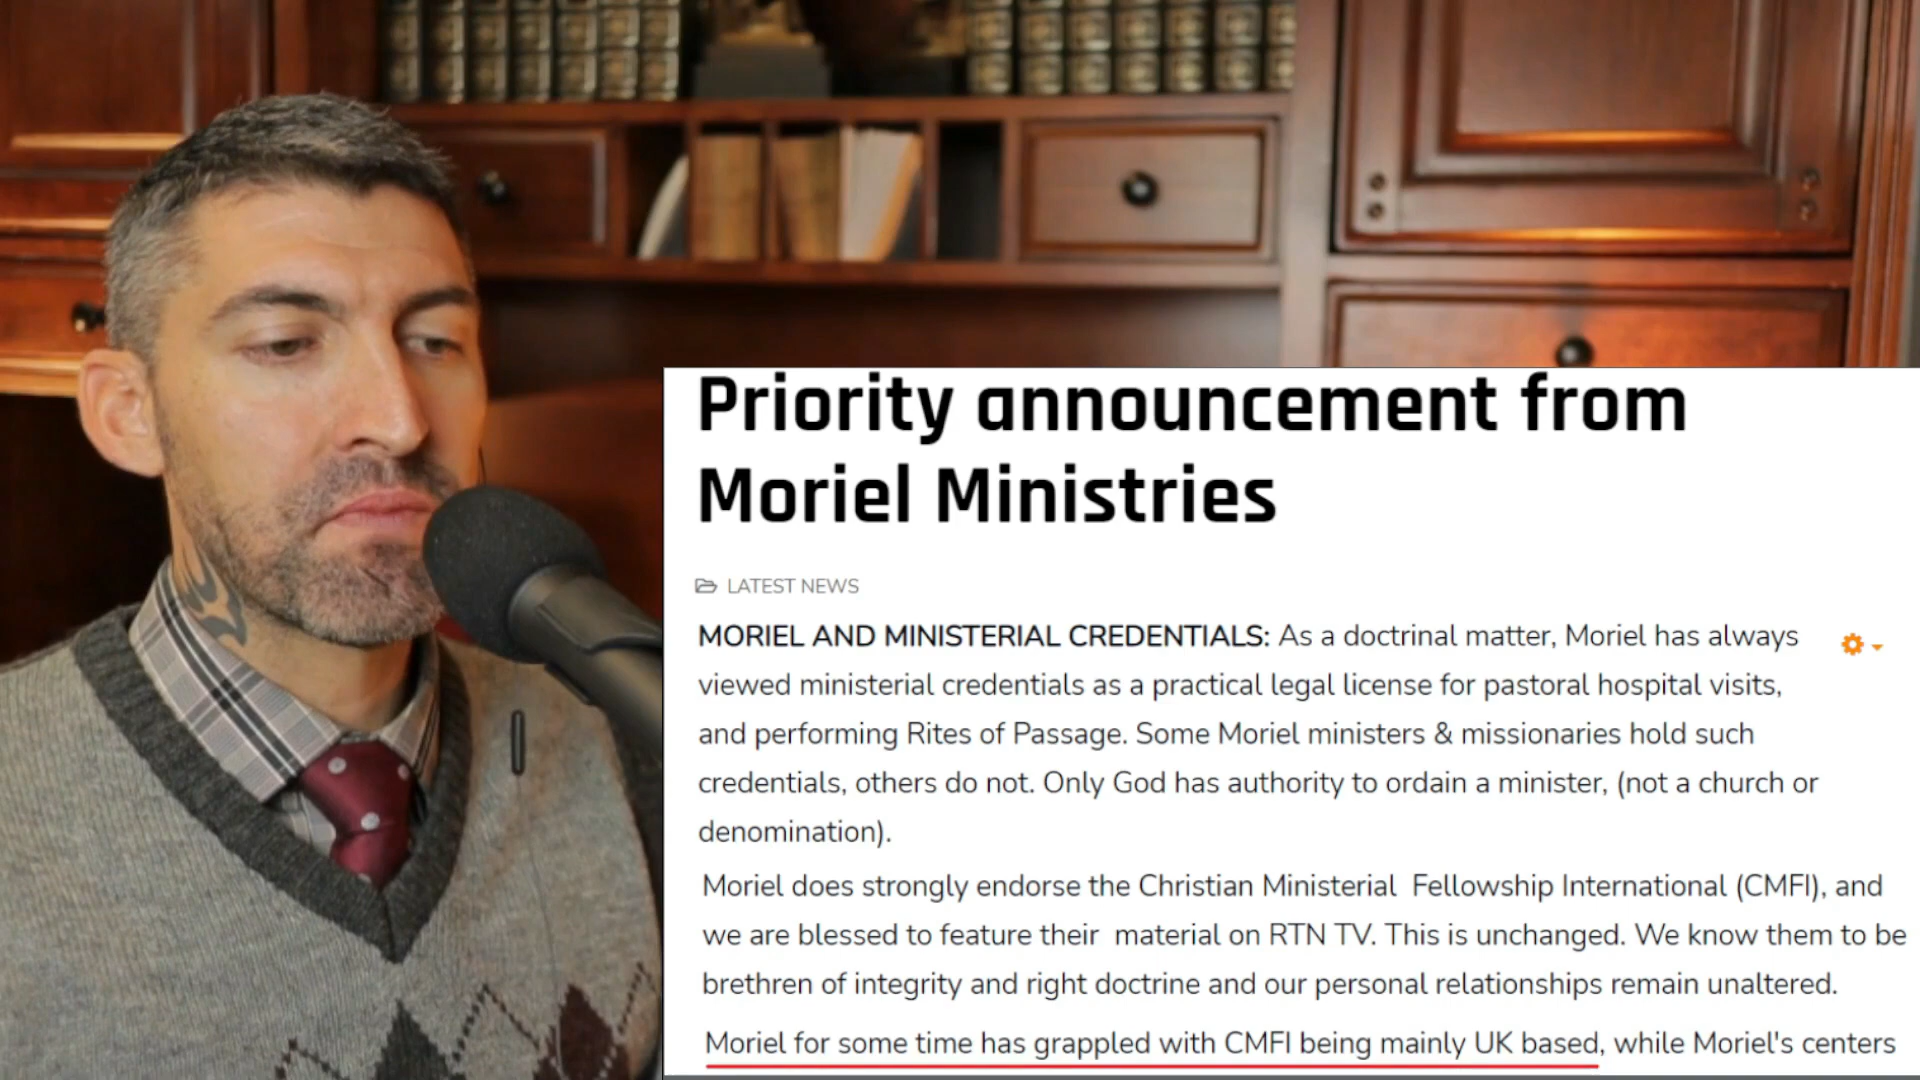 Priority announcement from
Moriel Ministries
LATEST NEWS
MORIEL AND MINISTERIAL CREDENTIALS: As a doctrinal matter, Moriel has always
viewed ministerial credentials as a practical legal license for pastoral hospital visits,
and performing Rites of Passage. Some Moriel ministers & missionaries hold such
credentials, others do not. Only God has authority to ordain a minister, (not a church or
denomination).
Moriel does strongly endorse the Christian Ministerial Fellowship International (CMFI), and
we are blessed to feature their material on RTN TV. This is unchanged. We know them to be
brethren of integrity and right doctrine and our personal relationships remain unaltered.
Moriel for some time has grappled with CMFI being mainly UK based, while Moriel's centers